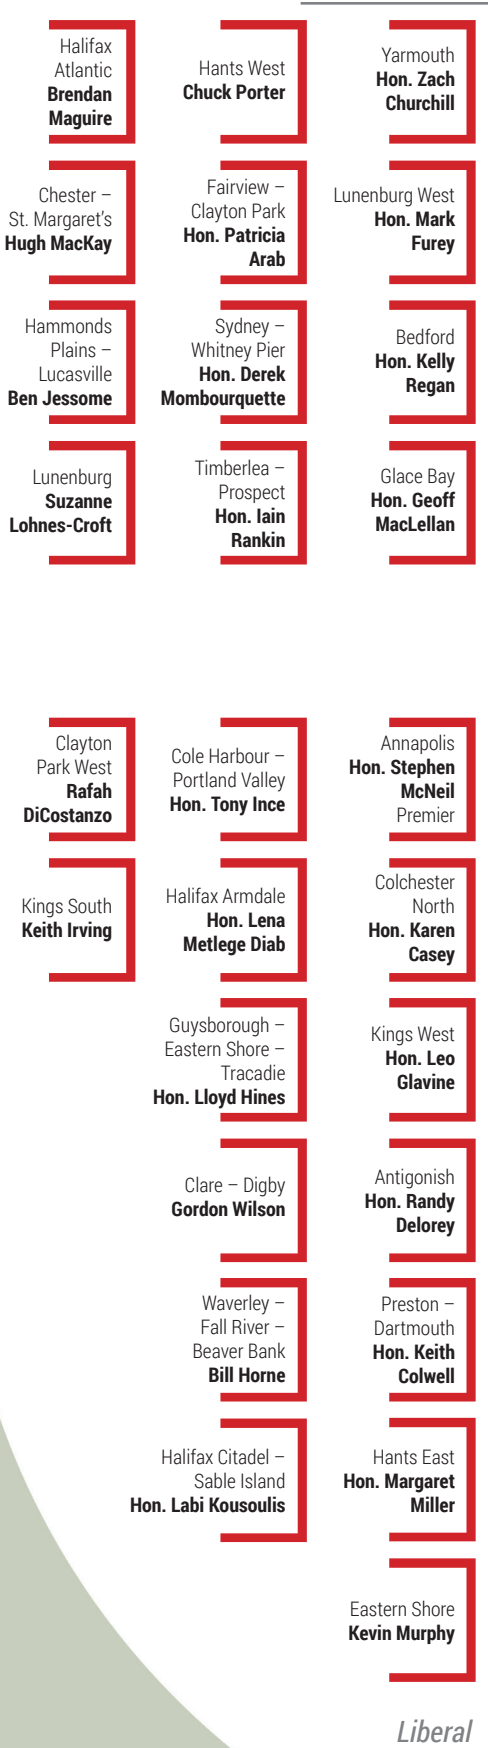 Halifax
Atlantic
Brendan
Maguire
Hants West
Chuck Porter
Yarmouth
Hon. Zach
Churchill
Chester –
St. Margaret's
Hugh MacKay
Fairview –
Clayton Park
Hon. Patricia
Arab
Lunenburg West
Hon. Mark
Furey
Hammonds
Plains –
Lucasville
Ben Jessome
Sydney –
Whitney Pier
Hon. Derek
Mombourquette
Bedford
Hon. Kelly
Regan
Lunenburg
Suzanne
Lohnes-Croft
Timberlea –
Prospect
Hon. Iain
Rankin
Glace Bay
Hon. Geoff
MacLellan
Clayton
Park West
Rafah
DiCostanzo
Cole Harbour –
Portland Valley
Hon. Tony Ince
Annapolis
Hon. Stephen
McNeil
Premier
Kings South
Keith Irving
Halifax Armdale
Hon. Lena
Metlege Diab
Colchester
North
Hon. Karen
Casey
Guysborough –
Eastern Shore –
Tracadie
Hon. Lloyd Hines
Kings West
Hon. Leo
Glavine
Clare – Digby
Gordon Wilson
Antigonish
Hon. Randy
Delorey
Waverley –
Fall River –
Beaver Bank
Bill Horne
Preston –
Dartmouth
Hon. Keith
Colwell
Halifax Citadel –
Sable Island
Hon. Labi Kousoulis
Hants East
Hon. Margaret
Miller
Eastern Shore
Kevin Murphy
Liberal